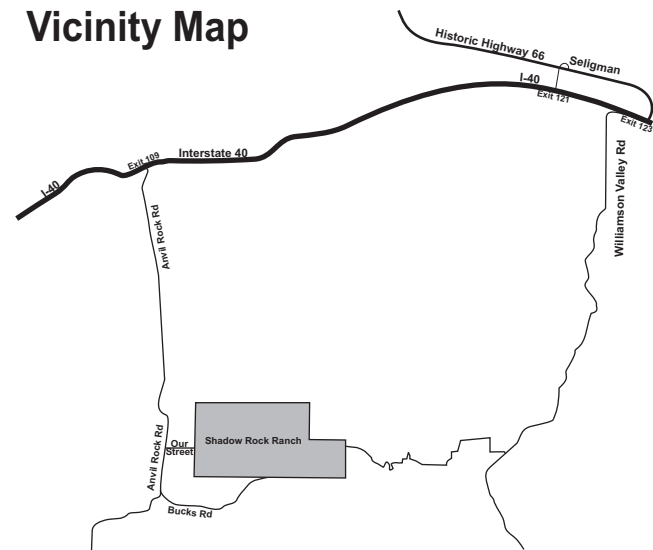 Vicinity Map
Historic Highway 66
Seligman
I-40
Exit 121
Exit 123
Exit 109
Interstate 40
I-40
Williamson Valley Rd
Anvil Rock Rd
Anvil Rock Rd
Our
Street
Shadow Rock Ranch
Bucks Rd